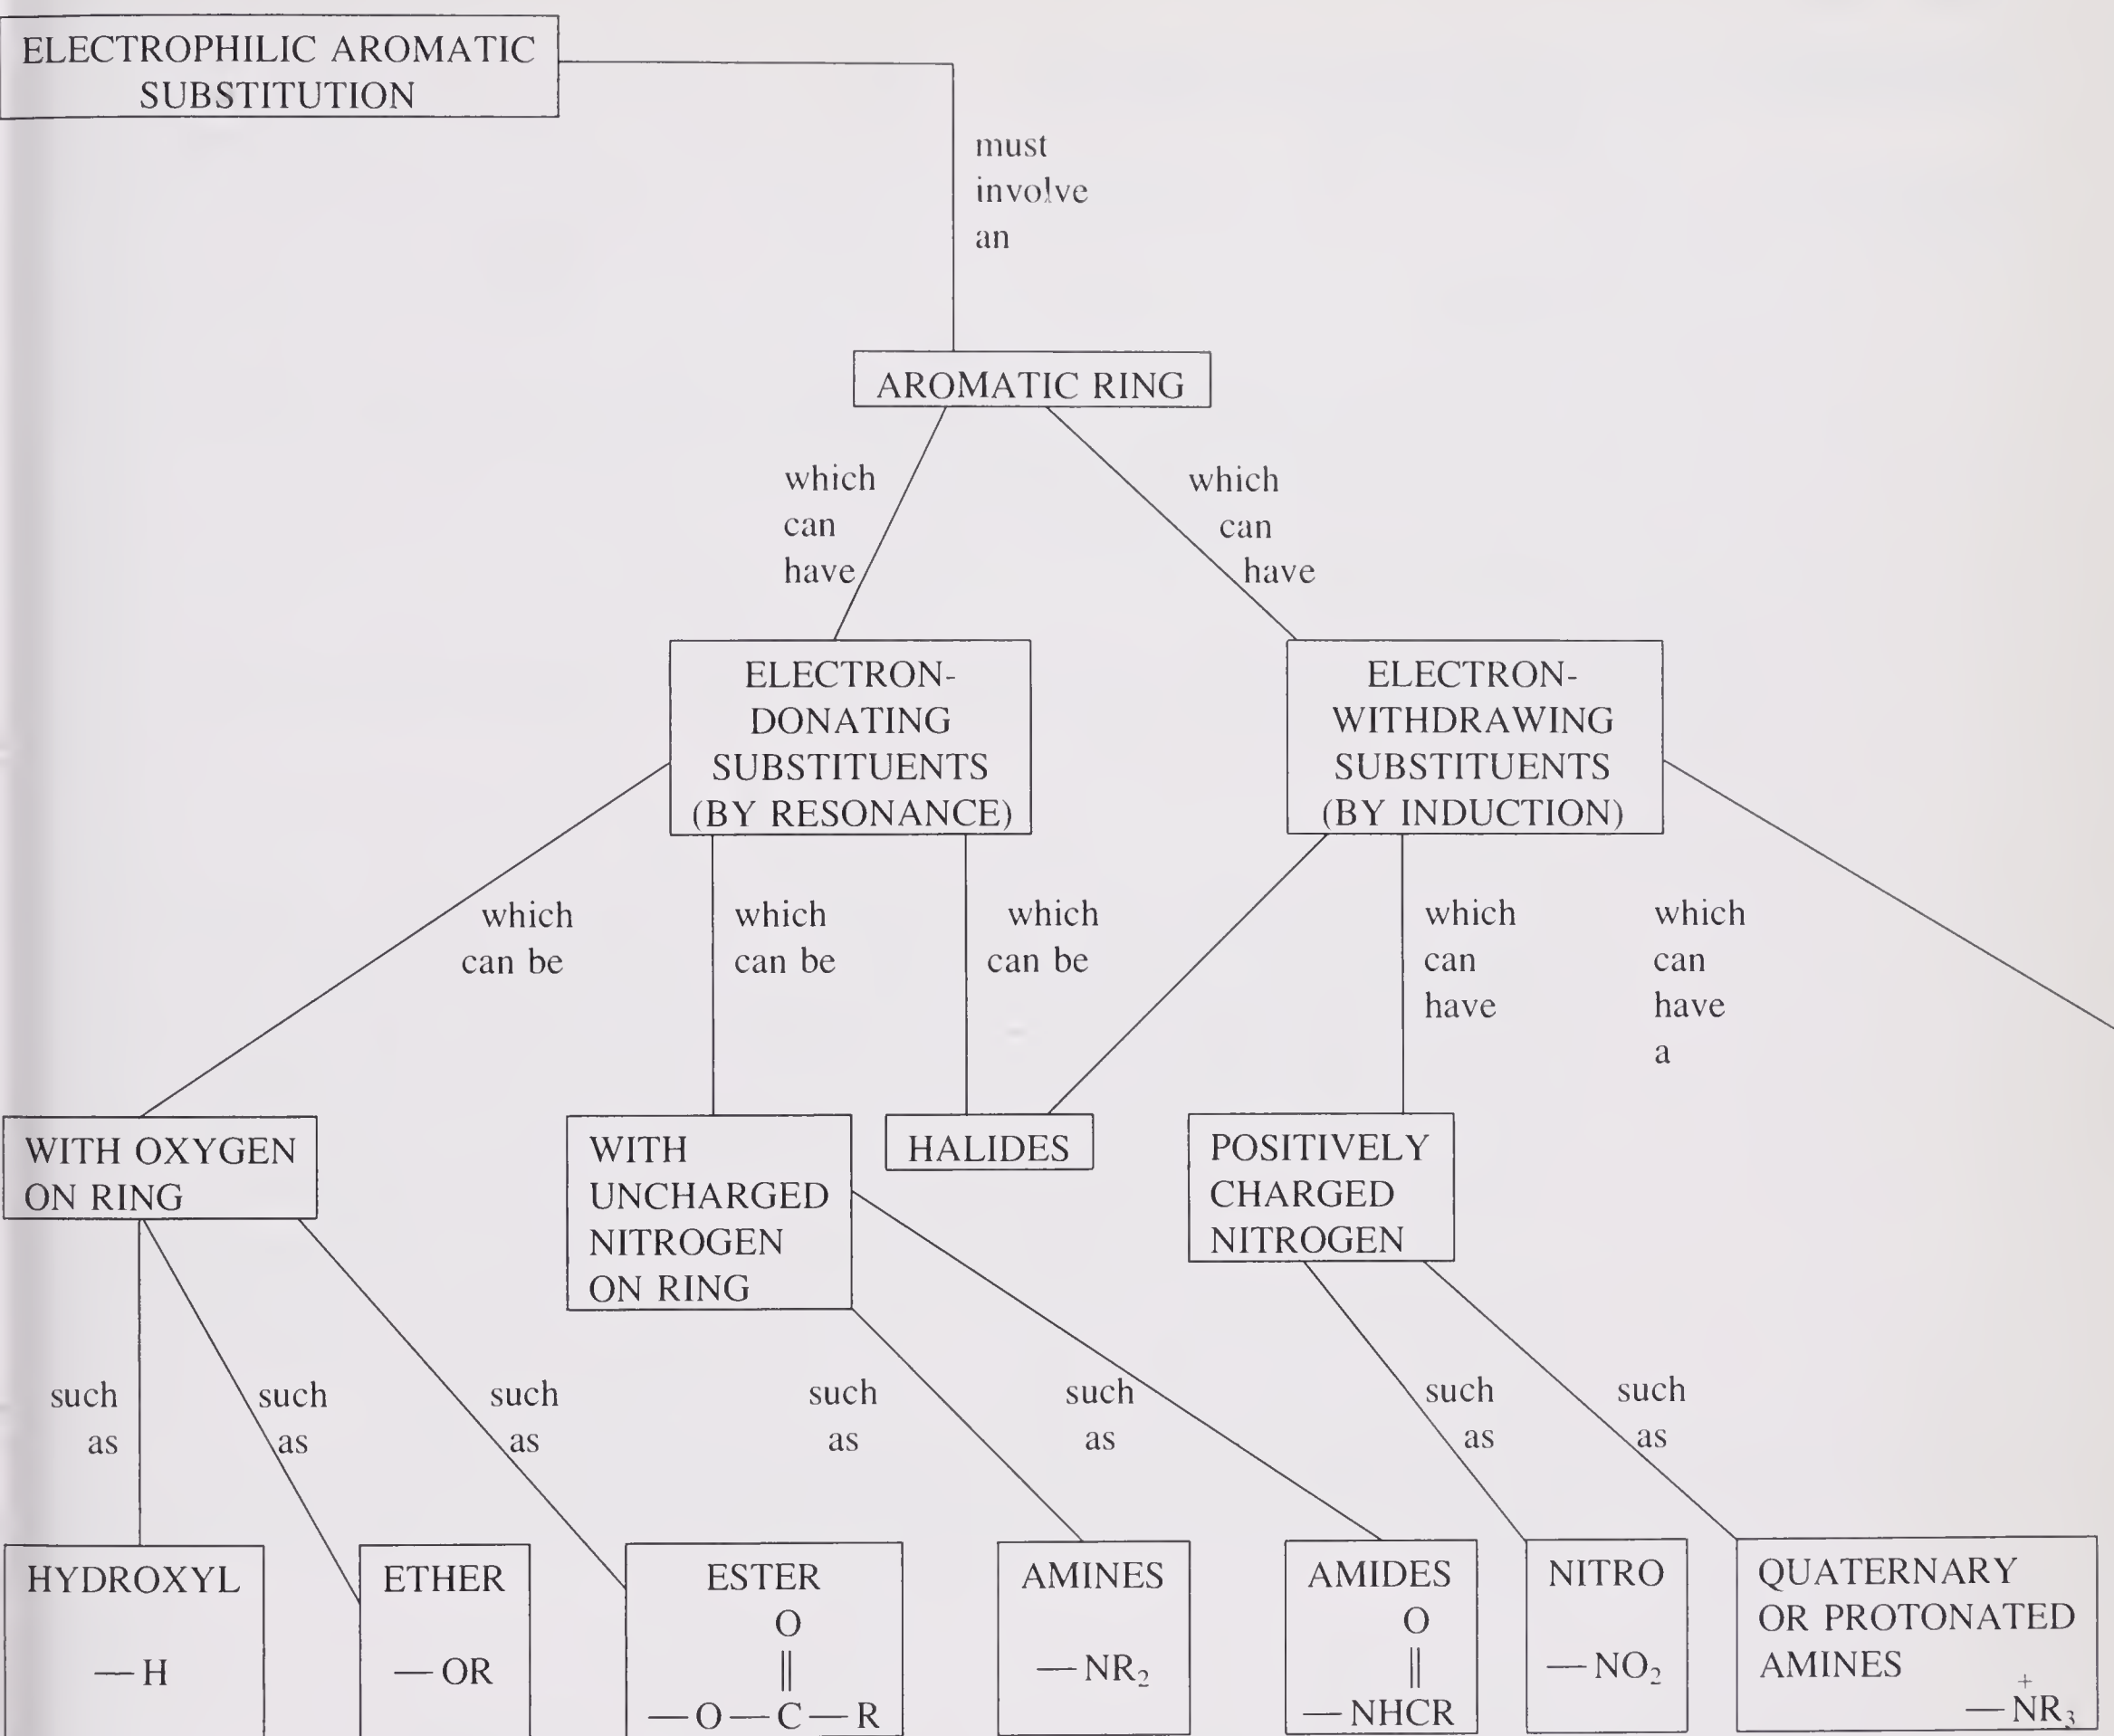 ELECTROPHILIC AROMATIC
SUBSTITUTION
must
involve
an
AROMATIC RING
which
can
have
which
can
have
ELECTRON-
DONATING
SUBSTITUENTS
(BY RESONANCE)
ELECTRON-
WITHDRAWING
SUBSTITUENTS
(BY INDUCTION)
which
can be
which
can be
which
can be
which
can
have
which
can
have
a
WITH OXYGEN
ON RING
WITH
UNCHARGED
NITROGEN
ON RING
HALIDES
POSITIVELY
CHARGED
NITROGEN
such
as
such
as
such
as
such
as
such
as
such
as
such
as
HYDROXYL
—H
ETHER
—OR
ESTER
O
||
—O—C—R
AMINES
—NR₂
AMIDES
O
||
—NHCR
NITRO
—NO₂
QUATERNARY
OR PROTONATED
AMINES
+
—NR₃